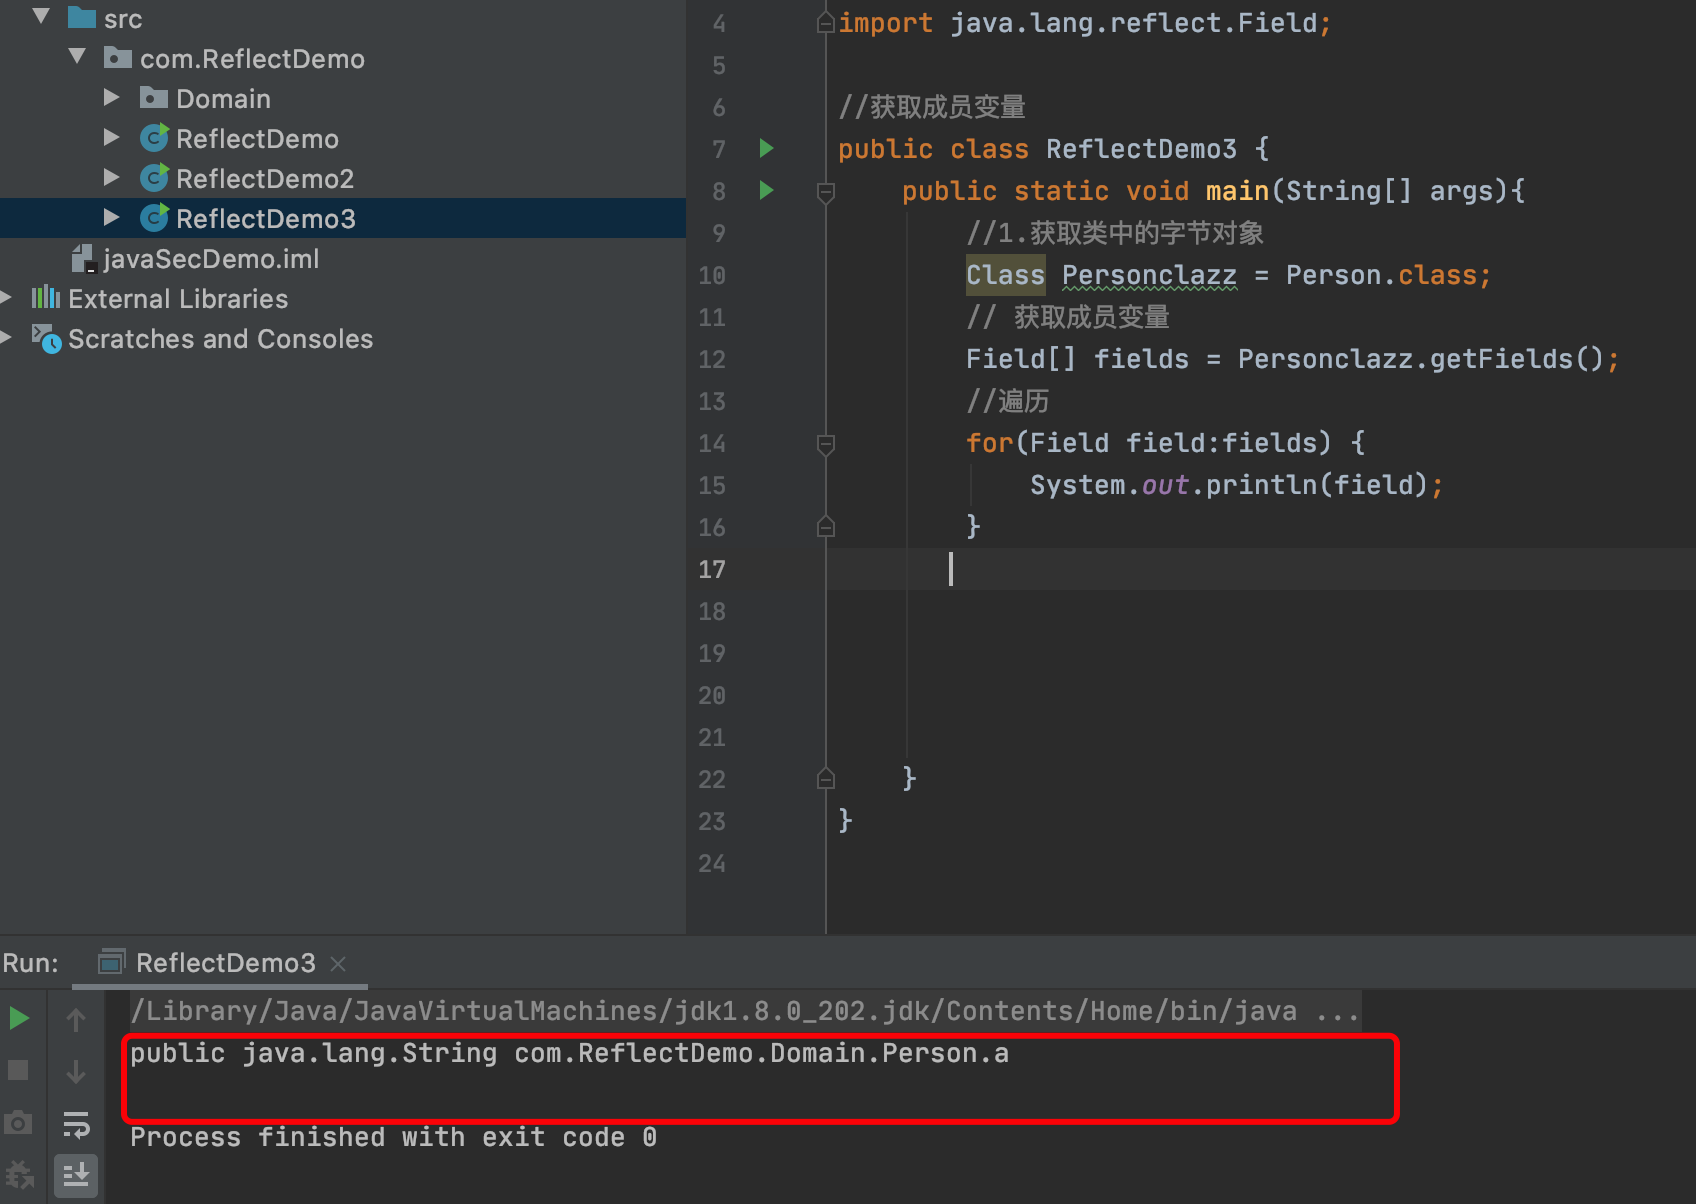 src
com.ReflectDemo
Domain
ReflectDemo
ReflectDemo2
ReflectDemo3
javaSecDemo.iml
External Libraries
Scratches and Consoles
4 import java.lang.reflect.Field;
5
6 //获取成员变量
7 public class ReflectDemo3 {
8 public static void main(String[] args){
9 //1.获取类中的字节对象
10 Class Personclazz = Person.class;
11 // 获取成员变量
12 Field[] fields = Personclazz.getFields();
13 //遍历
14 for(Field field:fields) {
15 System.out.println(field);
16 }
17
18
19
20
21
22 }
23 }
24
Run: ReflectDemo3
/Library/Java/JavaVirtualMachines/jdk1.8.0_202.jdk/Contents/Home/bin/java ...
public java.lang.String com.ReflectDemo.Domain.Person.a
Process finished with exit code 0